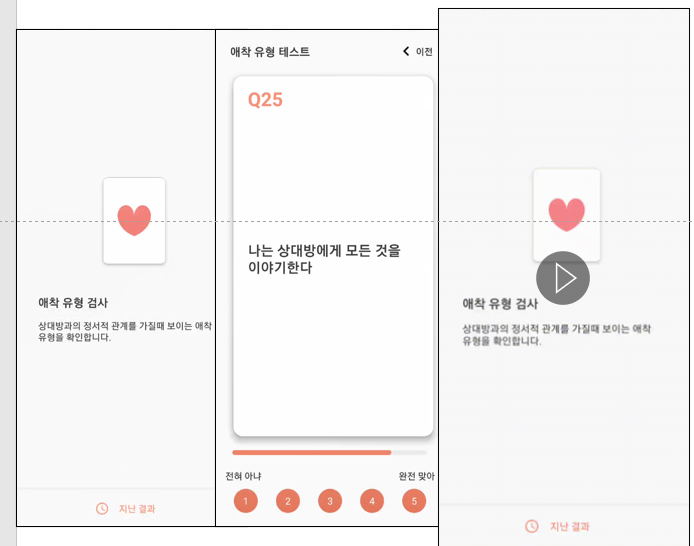 애착 유형 검사
상대방과의 정서적 관계를 가질때 보이는 애착
유형을 확인합니다.
지난 결과
애착 유형 테스트
이전
Q25
나는 상대방에게 모든 것을
이야기한다
전혀 아냐
완전 맞아
1 2 3 4 5
애착 유형 검사
상대방과의 정서적 관계를 가질때 보이는 애착
유형을 확인합니다.
지난 결과